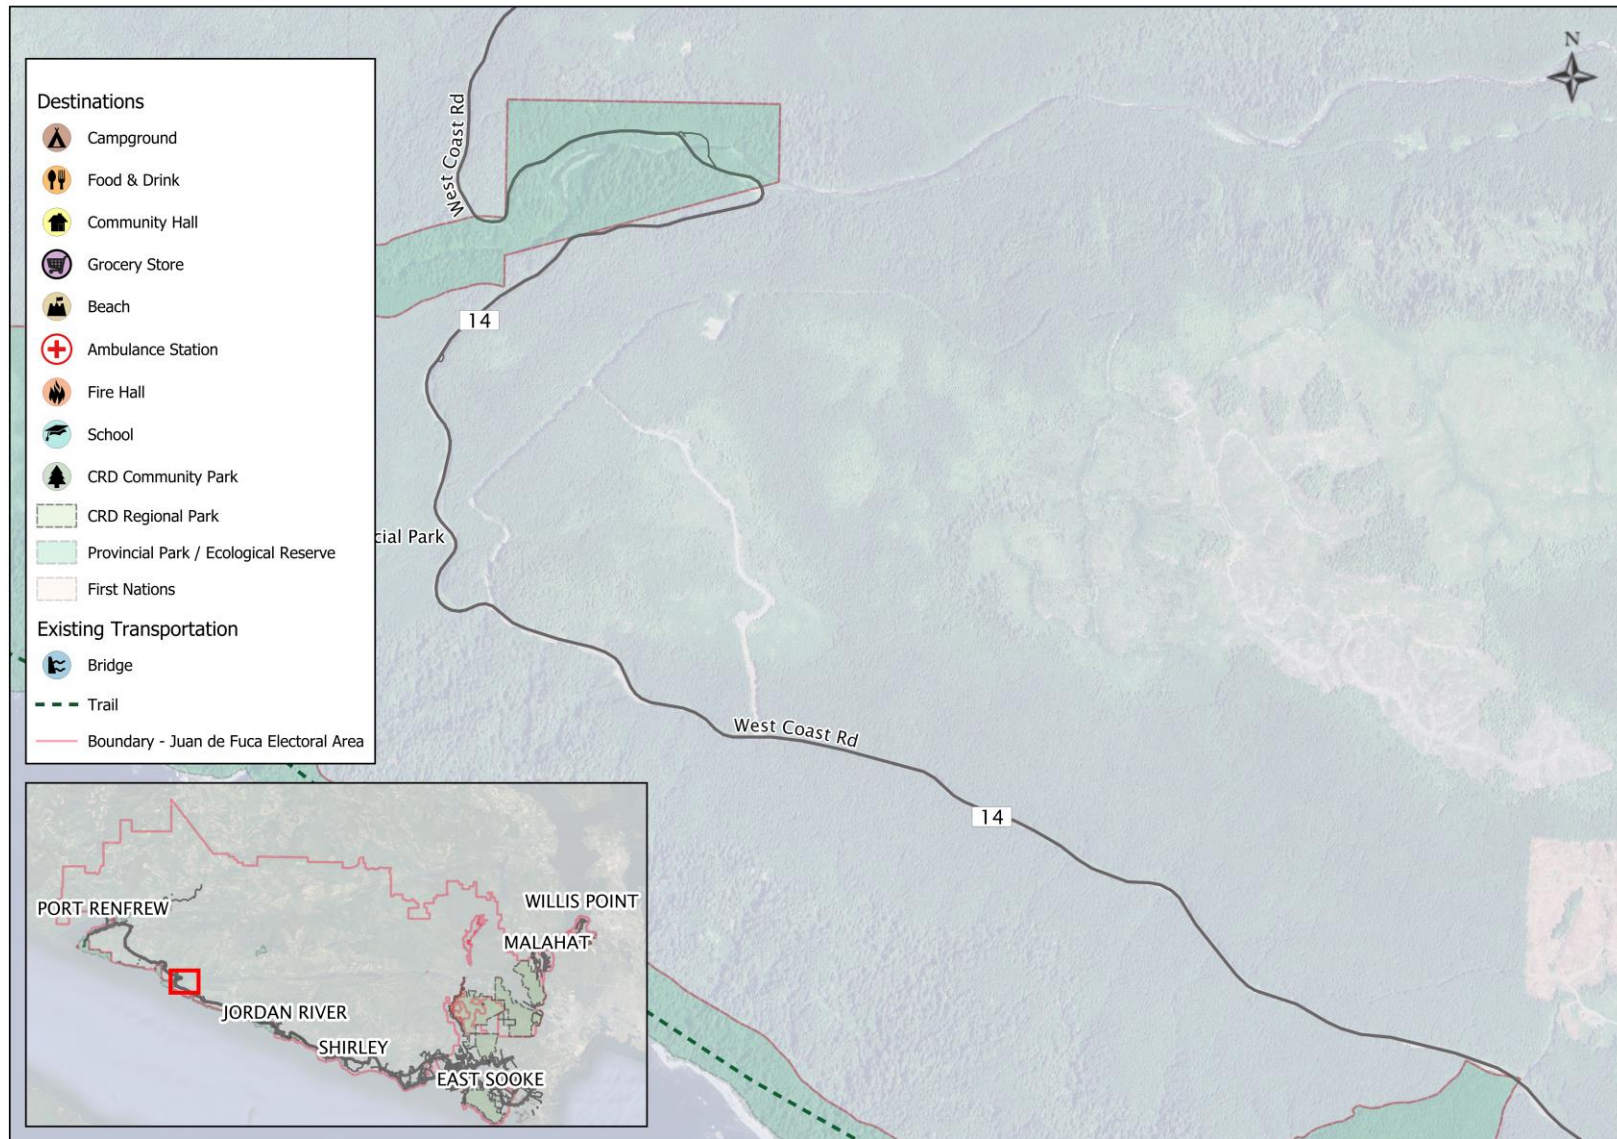 N
Destinations
Campground
Food & Drink
Community Hall
Grocery Store
Beach
Ambulance Station
Fire Hall
School
CRD Community Park
CRD Regional Park
Provincial Park / Ecological Reserve
First Nations
Existing Transportation
Bridge
Trail
Boundary - Juan de Fuca Electoral Area
West Coast Rd
14
cial Park
West Coast Rd
14
PORT RENFREW
WILLIS POINT
MALAHAT
JORDAN RIVER
SHIRLEY
EAST SOOKE